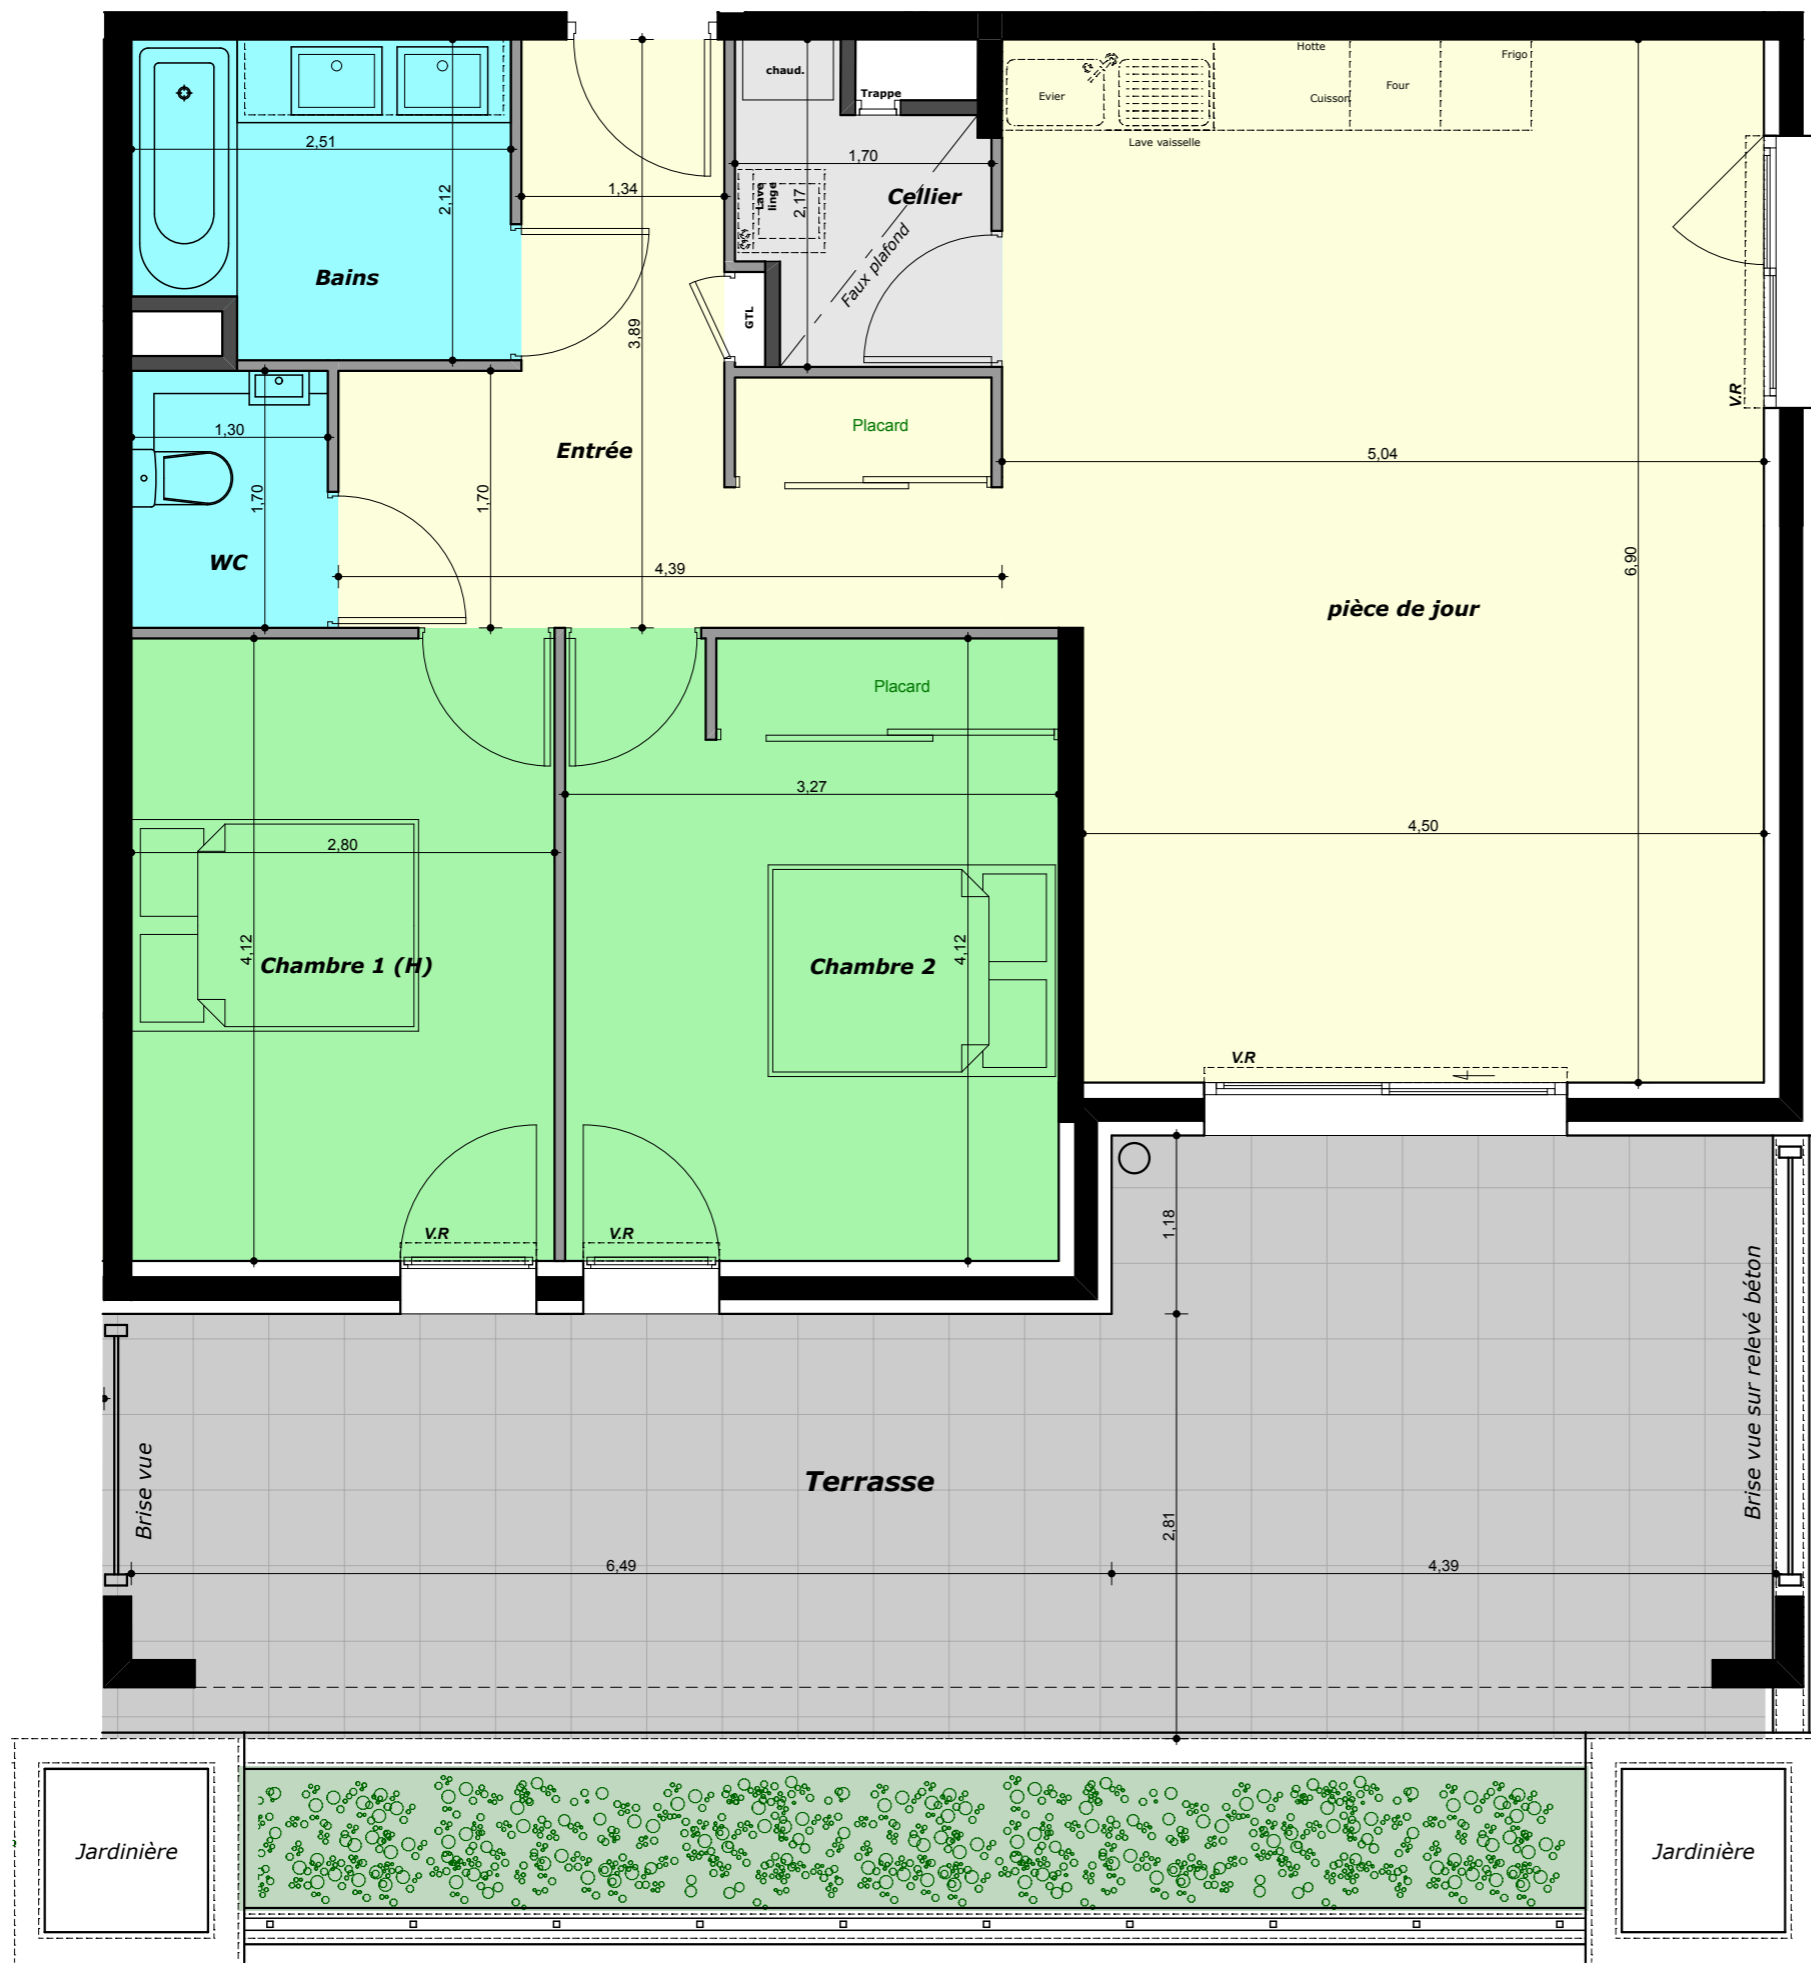 Hotte
Frigo
chaud.
Four
Trappe
Evier
Cuisson
2,51
Lave vaisselle
1,70
1,34
Lave
linge
2,12
2,17
Cellier
Bains
Faux plafond
GTL
3,89
V.R
Placard
1,30
Entrée
5,04
1,70
1,70
WC
4,39
6,90
pièce de jour
Placard
3,27
4,50
2,80
4,12
Chambre 1 (H)
Chambre 2
4,12
V.R
V.R
V.R
1,18
Brise vue sur relevé béton
Brise vue
Terrasse
2,81
6,49
4,39
Jardinière
Jardinière